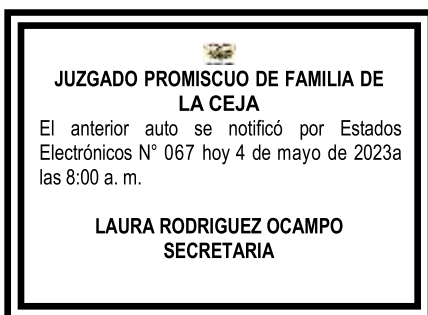 JUZGADO PROMISCUO DE FAMILIA DE
LA CEJA
El anterior auto se notificó por Estados
Electrónicos N° 067 hoy 4 de mayo de 2023a
las 8:00 a. m.
LAURA RODRIGUEZ OCAMPO
SECRETARIA